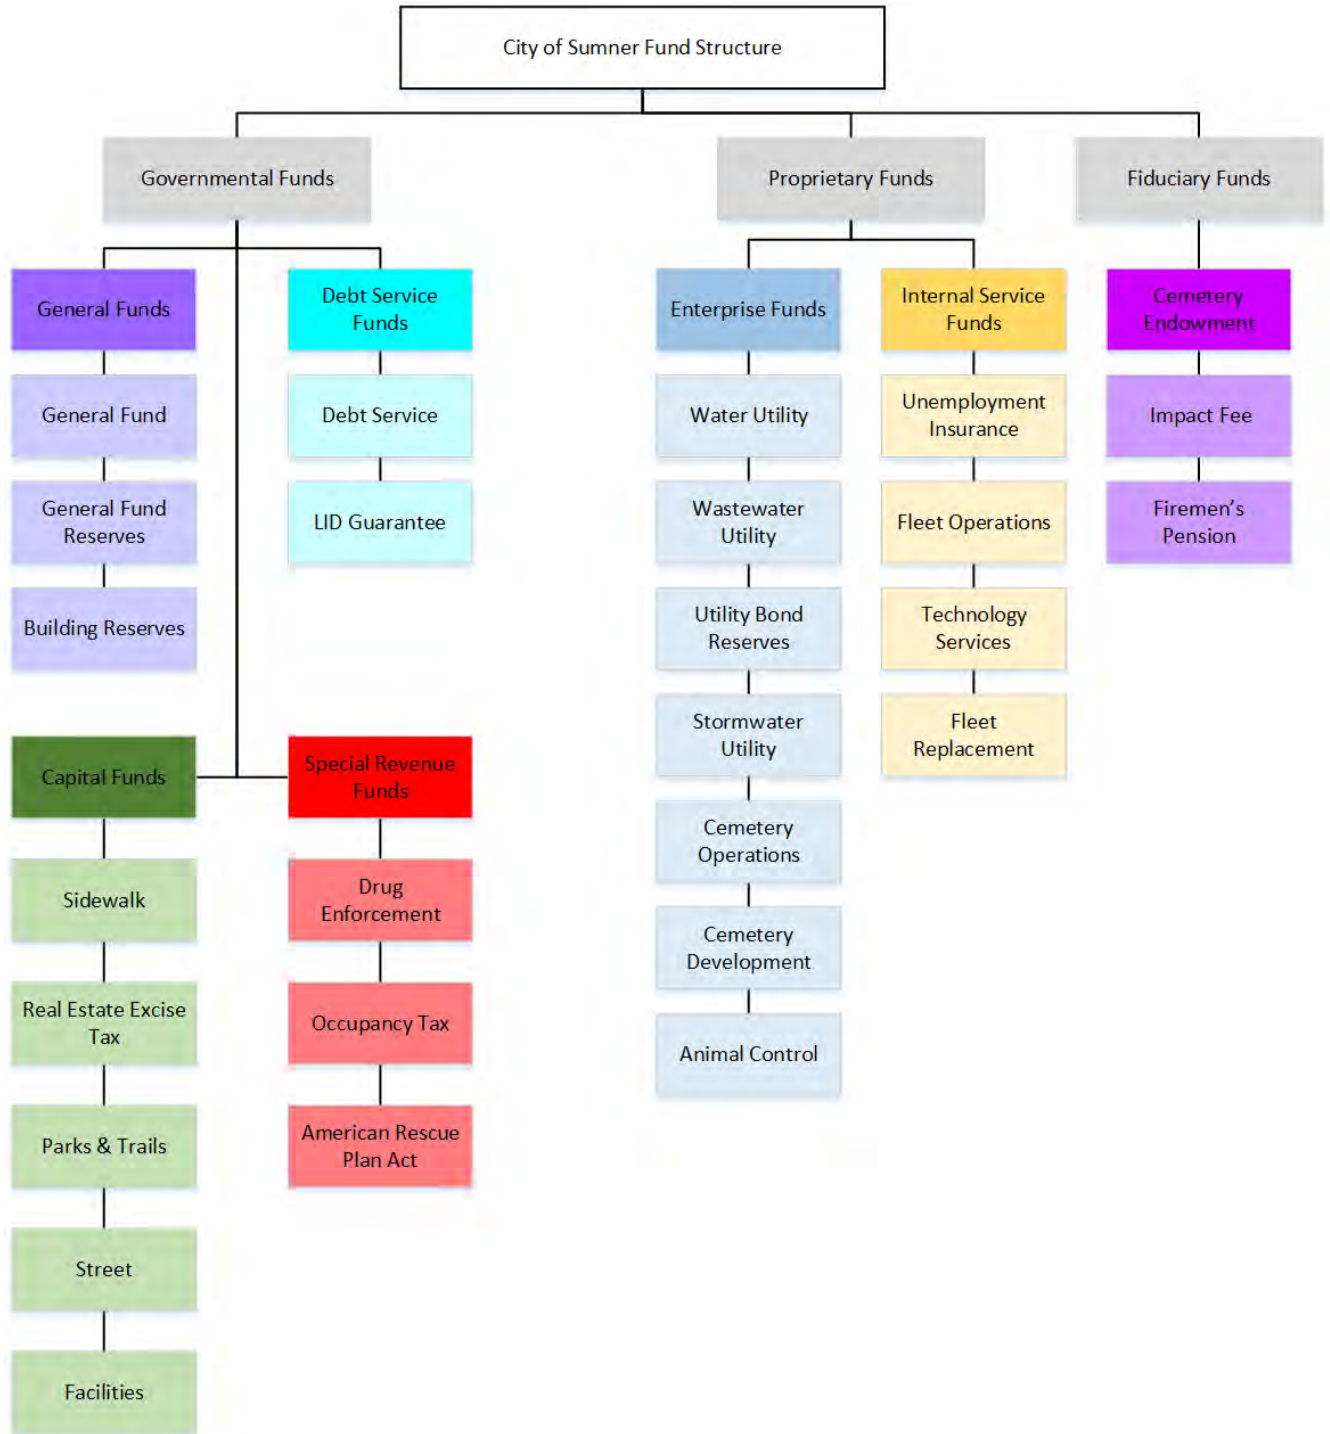 City of Sumner Fund Structure
Governmental Funds
Proprietary Funds
Fiduciary Funds
General Funds
Debt Service
Funds
Enterprise Funds
Internal Service
Funds
Cemetery
Endowment
General Fund
Debt Service
Water Utility
Unemployment
Insurance
Impact Fee
General Fund
Reserves
LID Guarantee
Wastewater
Utility
Fleet Operations
Firemen's
Pension
Building Reserves
Utility Bond
Reserves
Technology
Services
Stormwater
Utility
Fleet
Replacement
Capital Funds
Special Revenue
Funds
Cemetery
Operations
Sidewalk
Drug
Enforcement
Cemetery
Development
Real Estate Excise
Tax
Occupancy Tax
Animal Control
Parks & Trails
American Rescue
Plan Act
Street
Facilities